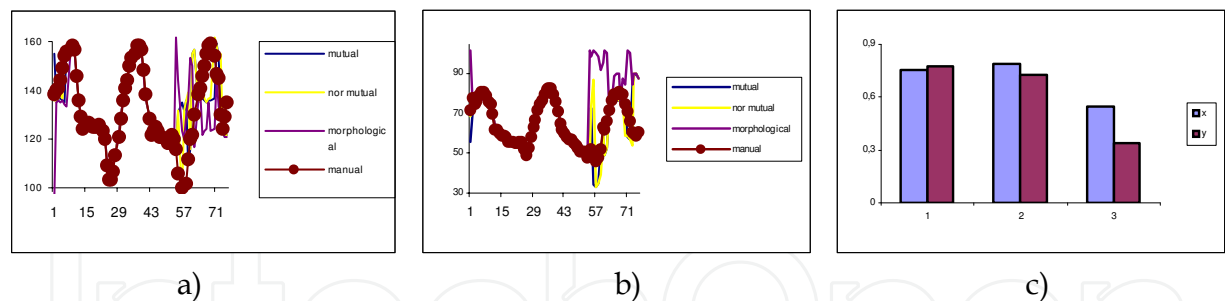 160
140
120
100
1 15 29 43 57 71
mutual
nor mutual
morphologic
al
manual
a)
90
70
50
30
1 15 29 43 57 71
mutual
nor mutual
morphological
manual
b)
0,9
0,6
0,3
0
1 2 3
x
y
c)